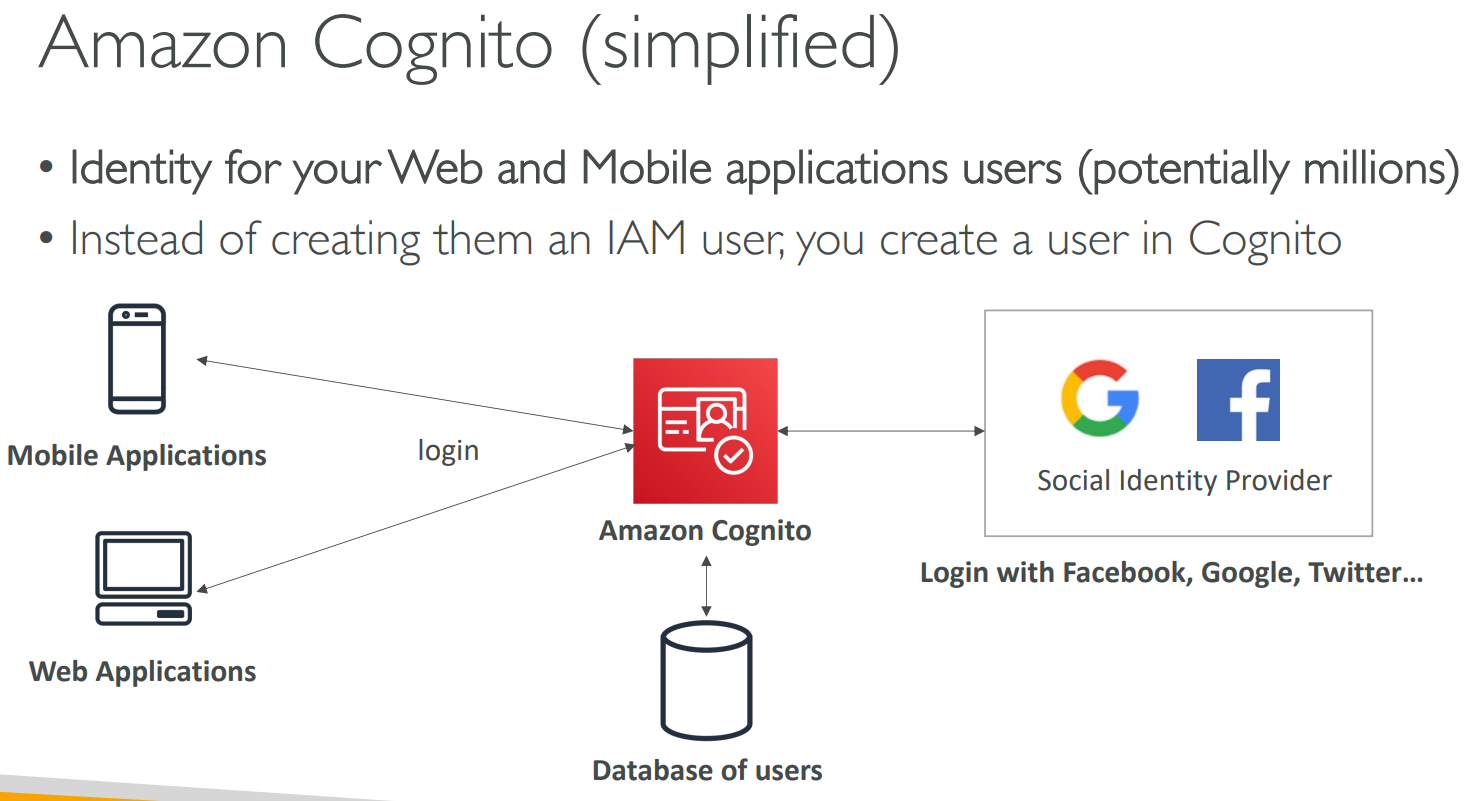 Amazon Cognito (simplified)
• Identity for your Web and Mobile applications users (potentially millions)
• Instead of creating them an IAM user, you create a user in Cognito
Mobile Applications
login
Web Applications
Amazon Cognito
Database of users
Social Identity Provider
Login with Facebook, Google, Twitter…